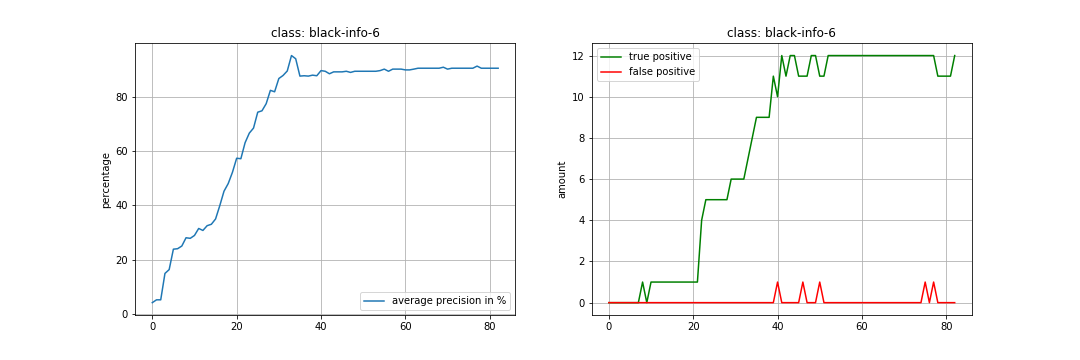 class: black-info-6
percentage
80
60
40
20
0
0 20 40 60 80
average precision in %
class: black-info-6
amount
12
10
8
6
4
2
0
0 20 40 60 80
true positive
false positive